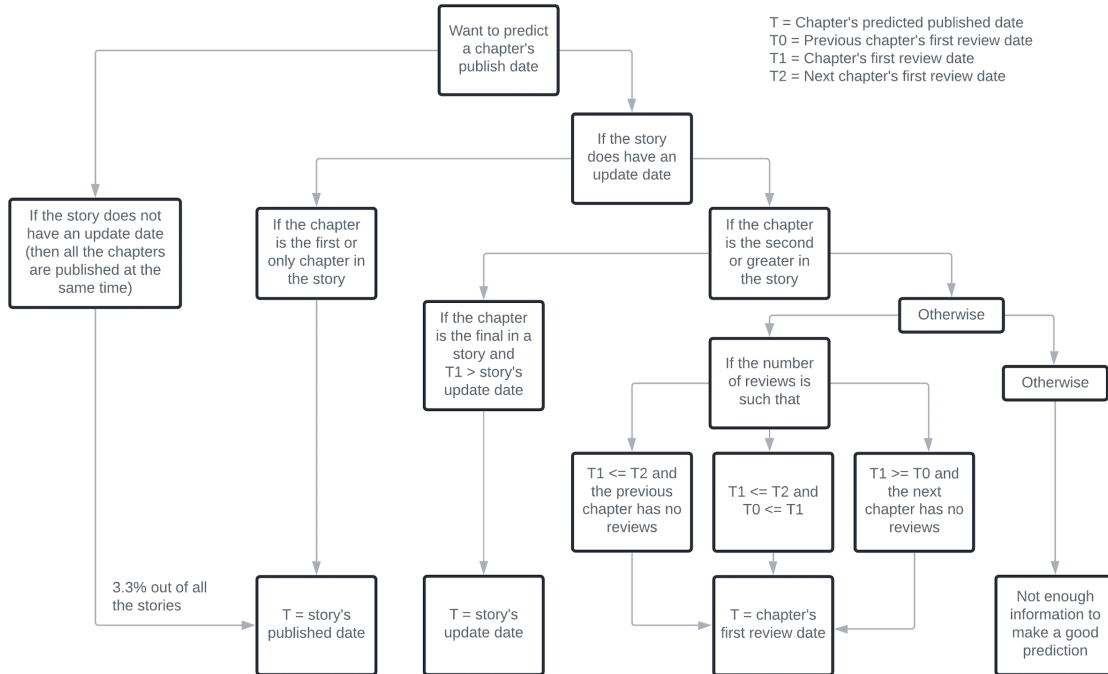 Want to predict
a chapter's
publish date
T = Chapter's predicted published date
T0 = Previous chapter's first review date
T1 = Chapter's first review date
T2 = Next chapter's first review date
If the story
does have an
update date
If the story does not
have an update date
(then all the chapters
are published at the
same time)
If the chapter
is the first or
only chapter in
the story
If the chapter
is the second
or greater in
the story
If the chapter
is the final in a
story and
T1 > story's
update date
Otherwise
If the number
of reviews is
such that
Otherwise
T1 <= T2 and
the previous
chapter has no
reviews
T1 <= T2 and
T0 <= T1
T1 >= T0 and
the next
chapter has no
reviews
3.3% out of all
the stories
T = story's
published date
T = story's
update date
T = chapter's
first review date
Not enough
information to
make a good
prediction